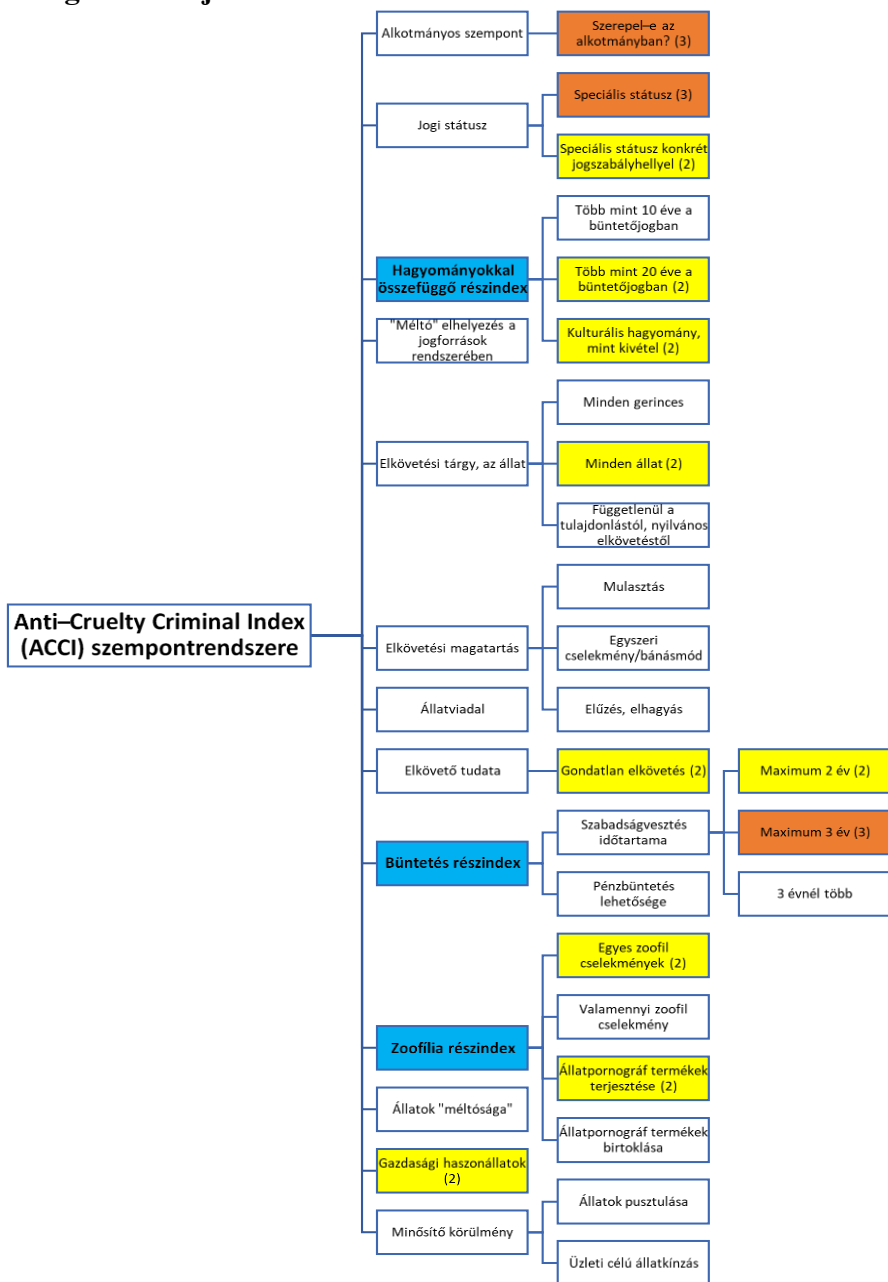 Alkotmányos szempont
Szerepel–e az
alkotmányban? (3)
Jogi státusz
Speciális státusz (3)
Speciális státusz konkrét
jogszabályhellyel (2)
Hagyományokkal
összefüggő részindex
Több mint 10 éve a
büntetőjogban
Több mint 20 éve a
büntetőjogban (2)
Kulturális hagyomány,
mint kivétel (2)
"Méltó" elhelyezés a
jogforrások
rendszerében
Elkövetési tárgy, az állat
Minden gerinces
Minden állat (2)
Függetlenül a
tulajdonlástól, nyilvános
elkövetéstől
Anti–Cruelty Criminal Index
(ACCI) szempontrendszere
Elkövetési magatartás
Mulasztás
Egyszeri
cselekmény/bánásmód
Elűzés, elhagyás
Állatviadal
Elkövető tudata
Gondatlan elkövetés (2)
Büntetés részindex
Szabadságvesztés
időtartama
Maximum 2 év (2)
Maximum 3 év (3)
3 évnél több
Pénzbüntetés
lehetősége
Zoofília részindex
Egyes zoofil
cselekmények (2)
Valamennyi zoofil
cselekmény
Állatpornográf termékek
terjesztése (2)
Állatpornográf termékek
birtoklása
Állatok "méltósága"
Gazdasági haszonállatok
(2)
Minősítő körülmény
Állatok pusztulása
Üzleti célú állatkínzás